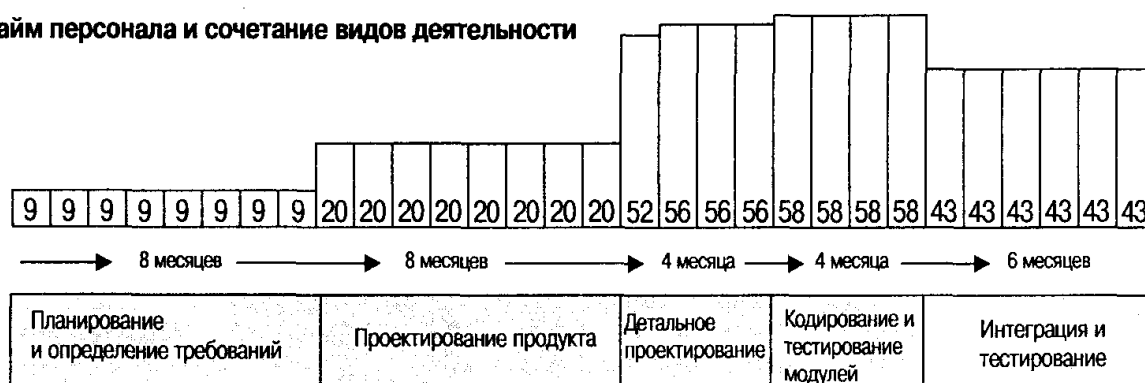 айм персонала и сочетание видов деятельности
9 9 9 9 9 9 9 9 20 20 20 20 20 20 20 20 52 56 56 56 58 58 58 58 43 43 43 43 43 43
8 месяцев 8 месяцев 4 месяца 4 месяца 6 месяцев
Планирование
и определение требований
Проектирование продукта
Детальное
проектирование
Кодирование и
тестирование
модулей
Интеграция и
тестирование